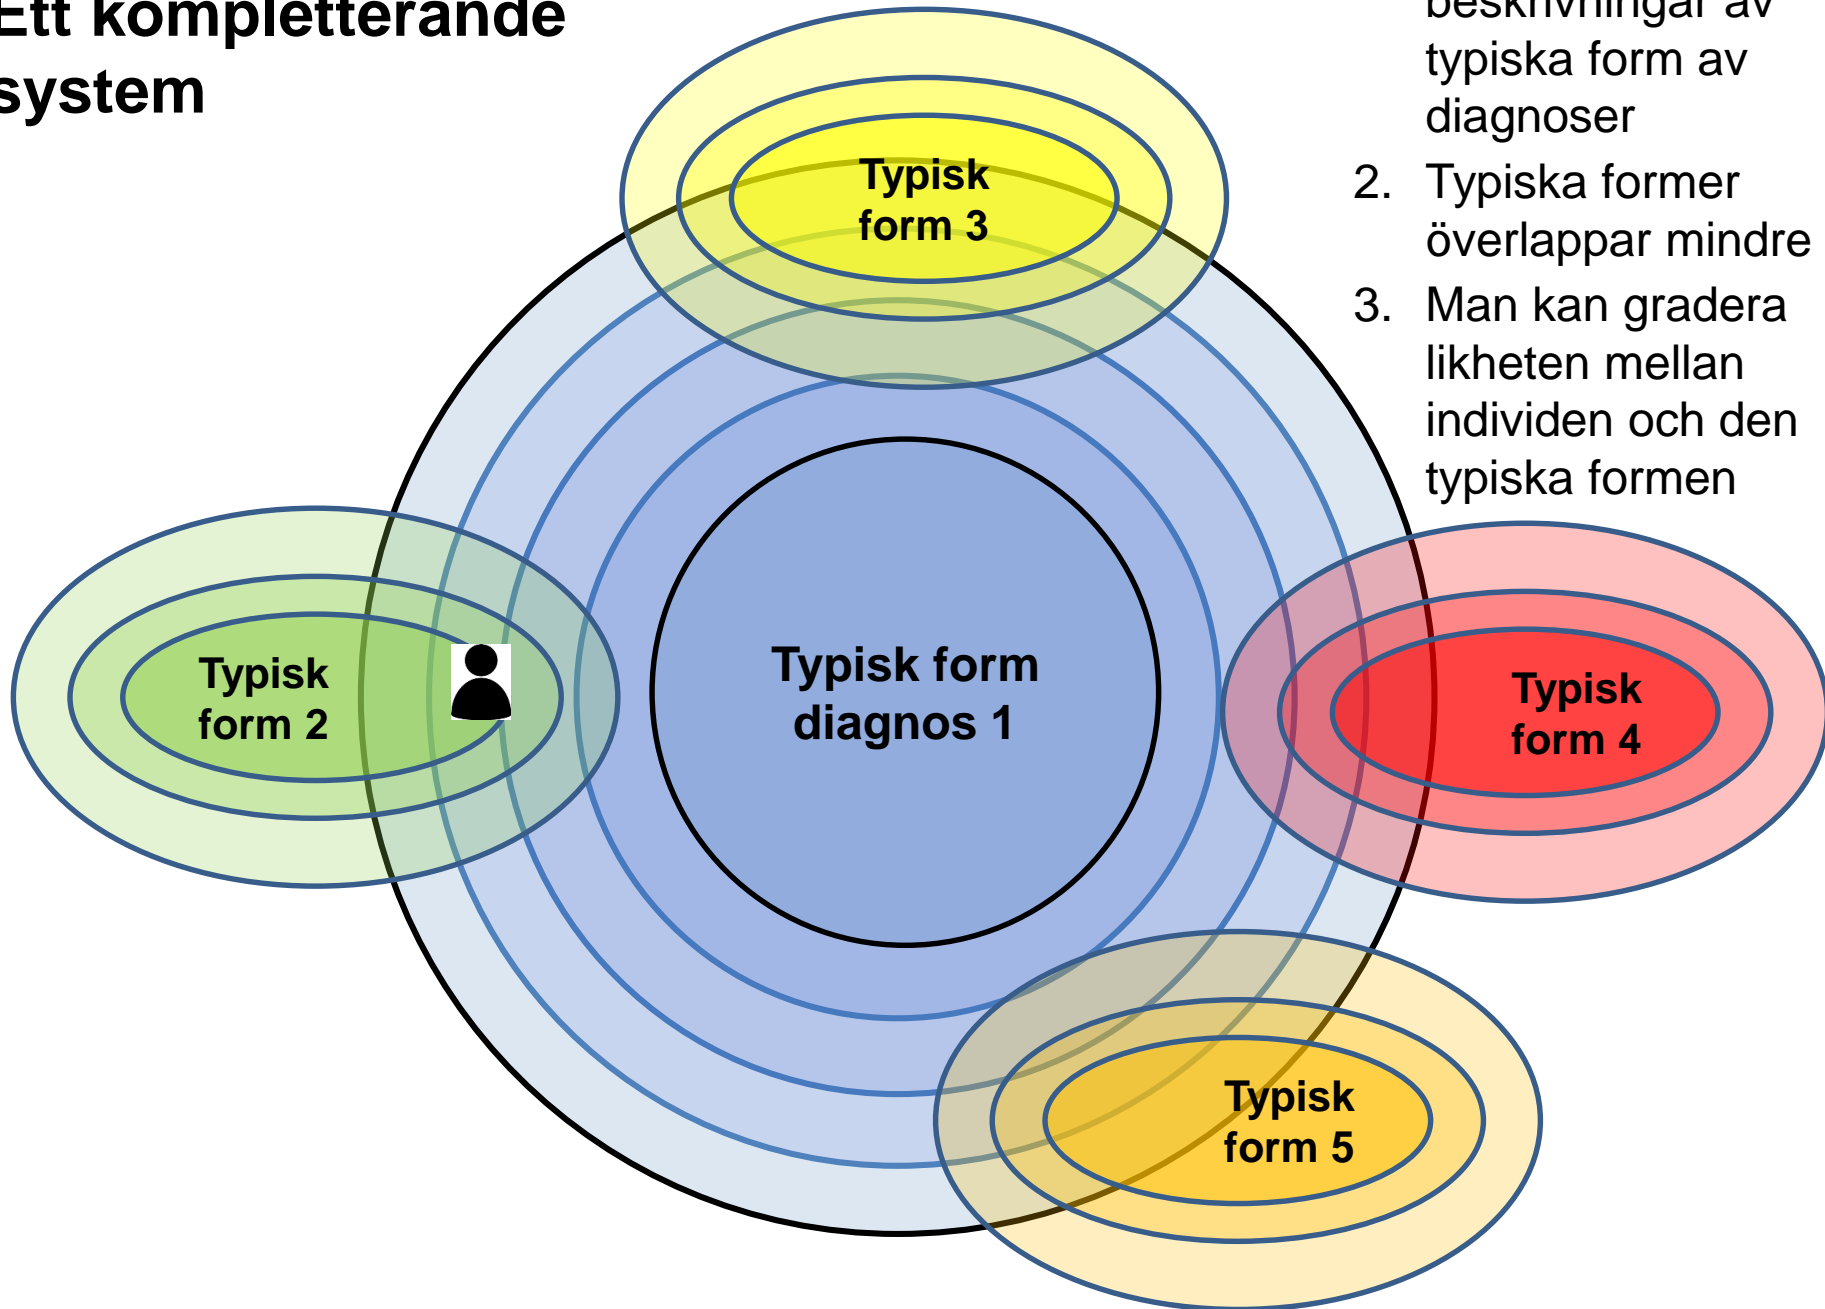 Ett kompletterande
system
beskrivningar av
typiska form av
diagnoser
2. Typiska former
överlappar mindre
3. Man kan gradera
likheten mellan
individen och den
typiska formen
Typisk
form 3
Typisk
form 2
Typisk form
diagnos 1
Typisk
form 4
Typisk
form 5